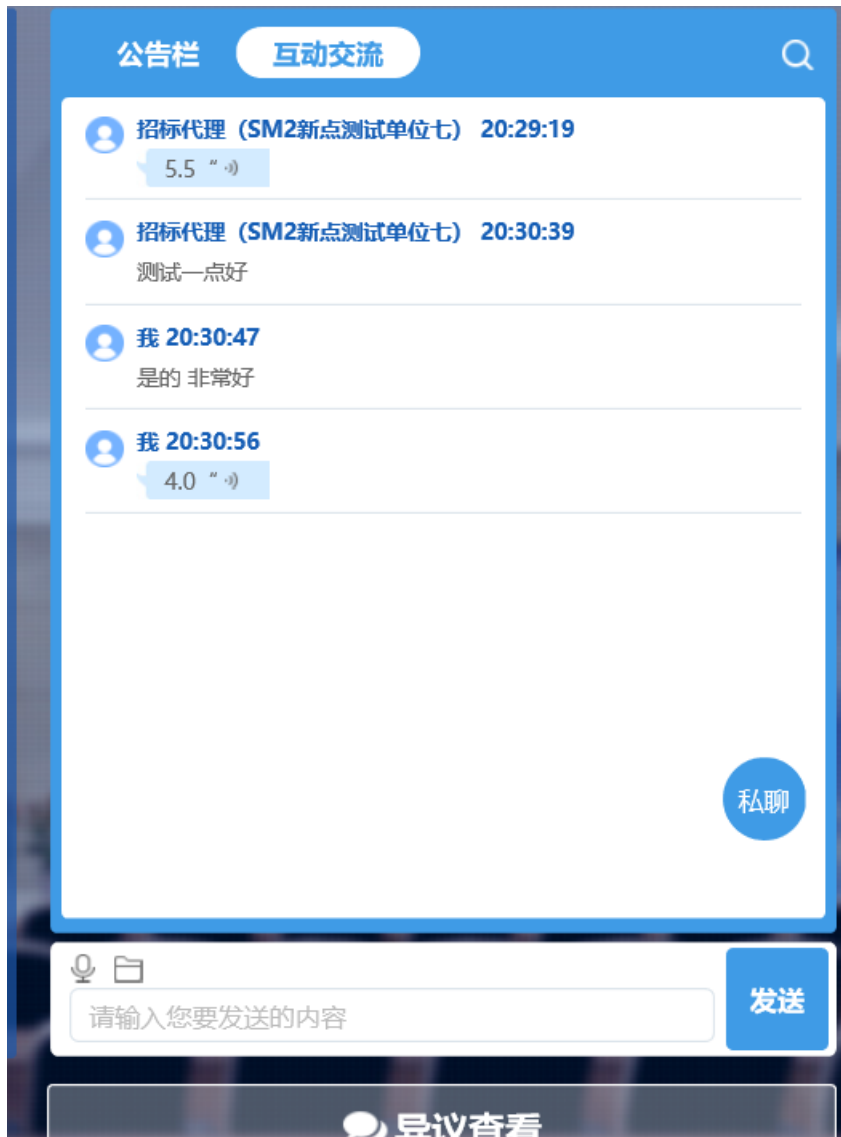 公告栏 互动交流
招标代理（SM2新点测试单位七） 20:29:19
5.5 “
招标代理（SM2新点测试单位七） 20:30:39
测试一点好
我 20:30:47
是的 非常好
我 20:30:56
4.0 “
私聊
请输入您要发送的内容
发送
异议查看